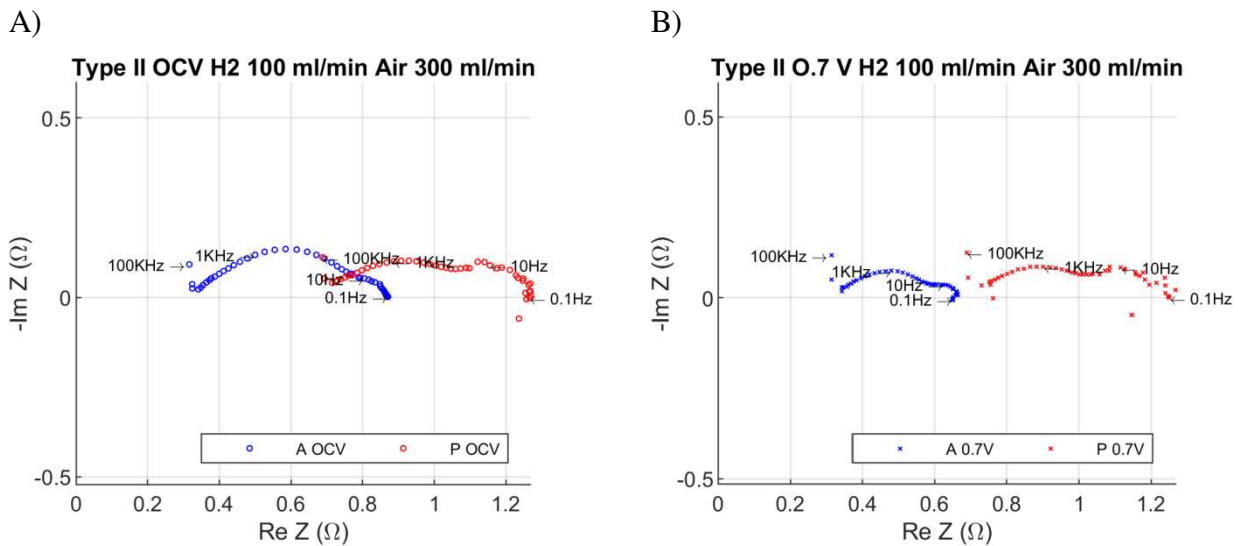 A)
B)
Type II OCV H2 100 ml/min Air 300 ml/min
0.5
0
-0.5
-Im Z (Ω)
100KHz
1KHz
10Hz
0.1Hz
100KHz
1KHz
10Hz
0.1Hz
A OCV P OCV
0 0.2 0.4 0.6 0.8 1 1.2
Re Z (Ω)
Type II O.7 V H2 100 ml/min Air 300 ml/min
0.5
0
-0.5
-Im Z (Ω)
100KHz
1KHz
10Hz
0.1Hz
100KHz
1KHz
10Hz
0.1Hz
A 0.7V P 0.7V
0 0.2 0.4 0.6 0.8 1 1.2
Re Z (Ω)